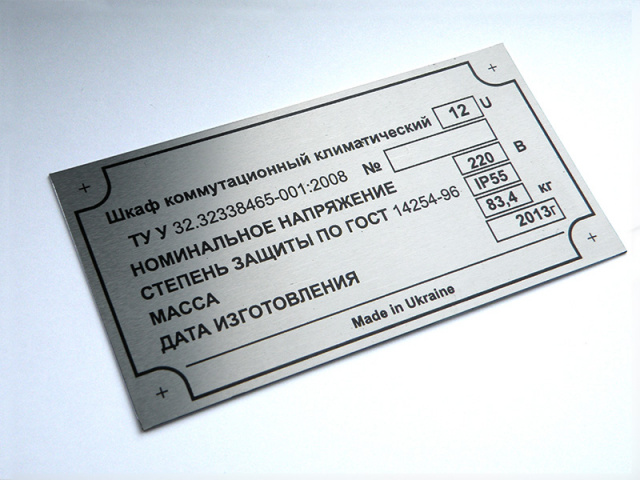 Шкаф коммутационный климатический 12 U
ТУ У 32.32338465-001:2008 №
НОМИНАЛЬНОЕ НАПРЯЖЕНИЕ 220 В
СТЕПЕНЬ ЗАЩИТЫ ПО ГОСТ 14254-96 IP55
МАССА 83,4 кг
ДАТА ИЗГОТОВЛЕНИЯ 2013г
Made in Ukraine